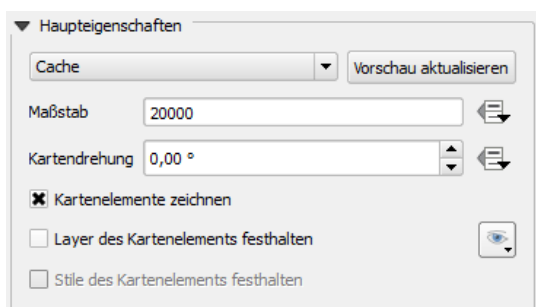 Haupteigenschaften
Cache Vorschau aktualisieren
Maßstab 20000
Kartendrehung 0,00 °
Kartenelemente zeichnen
Layer des Kartenelements festhalten
Stile des Kartenelements festhalten